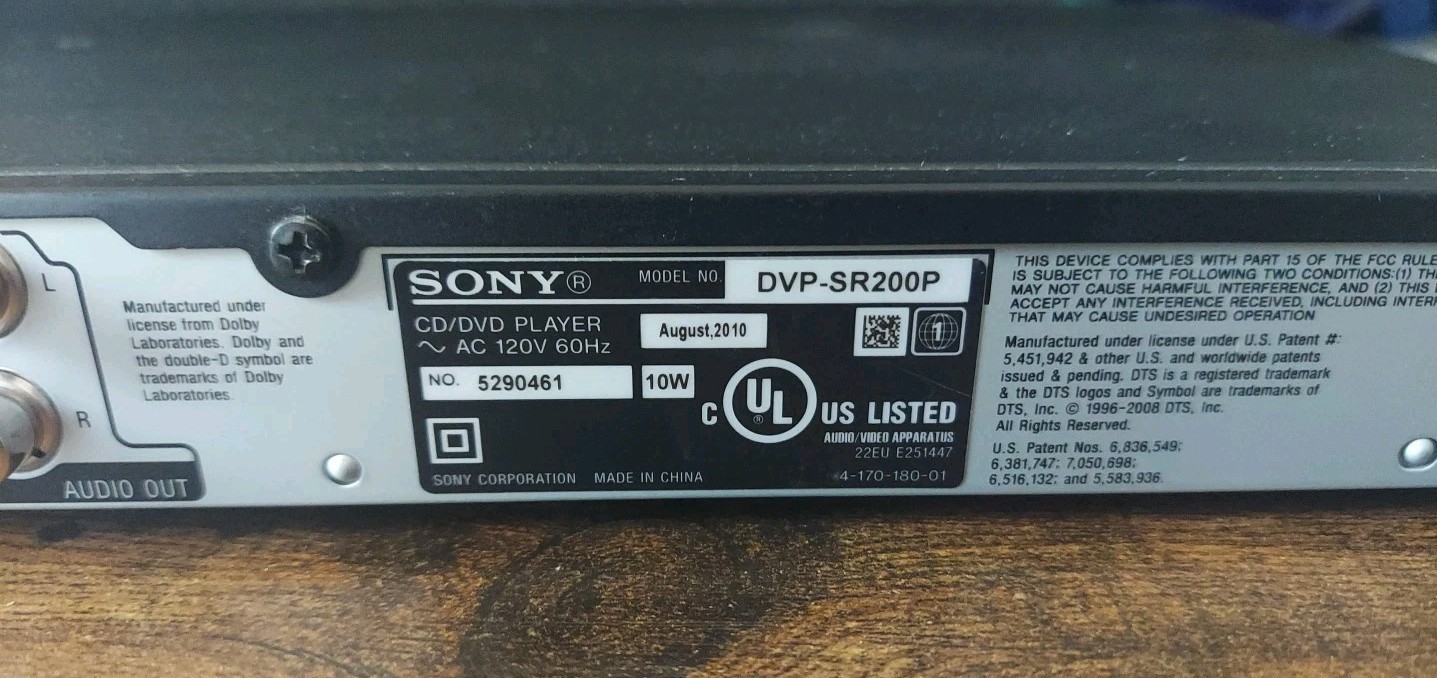 L
R
AUDIO OUT
Manufactured under
license from Dolby
Laboratories. Dolby and
the double-D symbol are
trademarks of Dolby
Laboratories.
SONY®
MODEL NO.
DVP-SR200P
CD/DVD PLAYER
August,2010
1
~ AC 120V 60Hz
NO. 5290461
10W
C UL ® US LISTED
AUDIO/VIDEO APPARATUS
22EU E251447
SONY CORPORATION MADE IN CHINA
4-170-180-01
THIS DEVICE COMPLIES WITH PART 15 OF THE FCC
IS SUBJECT TO THE FOLLOWING TWO CONDITIONS:(1)
MAY NOT CAUSE HARMFUL INTERFERENCE, AND (2) THIS
ACCEPT ANY INTERFERENCE RECEIVED, INCLUDING
THAT MAY CAUSE UNDESIRED OPERATION
Manufactured under license under U.S. Patent #:
5,451,942 & other U.S. and worldwide patents
issued & pending. DTS is a registered trademark
& the DTS logos and Symbol are trademarks of
DTS, Inc. © 1996-2008 DTS, Inc.
All Rights Reserved.
U.S. Patent Nos. 6,836,549;
6,381,747; 7,050,698;
6,516,132; and 5,583,936.